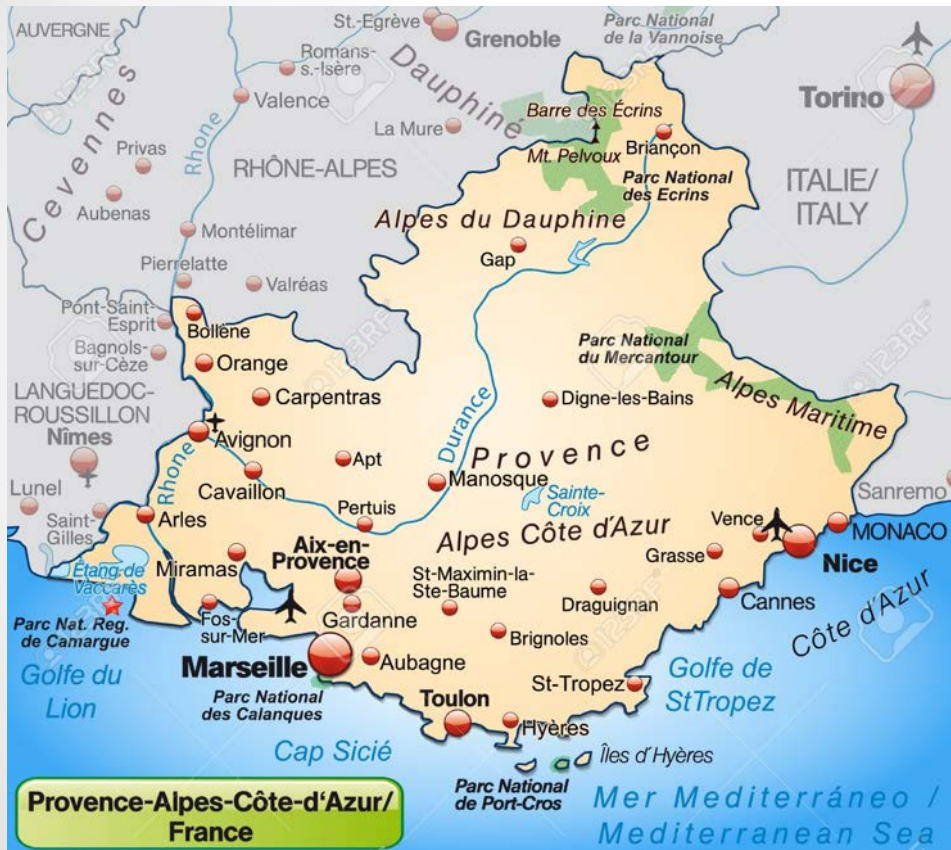 AUVERGNE
St.-Egrève
Grenoble
Parc National
de la Vannoise
Romans-
s.-Isère
Dauphiné
Torino
Cevennes
Valence
La Mure
Barre des Écrins
Briançon
Mt. Pelvoux
Privas
Rhone
RHÔNE-ALPES
Parc National
des Ecrins
ITALIE/
ITALY
Aubenas
Alpes du Dauphine
Montélimar
Gap
Pierrelatte
Valréas
Pont-Saint-
Esprit
Bollène
Bagnols-
sur-Cèze
Orange
Parc National
du Mercantour
LANGUEDOC-
ROUSSILLON
Carpentras
Digne-les-Bains
Alpes Maritime
Nîmes
Avignon
Durance
Provence
Apt
Cavaillon
Manosque
Lunel
Rhone
Sainte-
Croix
Sanremo
Saint-
Gilles
Arles
Pertuis
Alpes Côte d'Azur
Vence
MONACO
Aix-en-
Provence
Grasse
Nice
Étang de
Vaccarès
Miramas
St-Maximin-la-
Ste-Baume
Draguignan
Cannes
Côte d'Azur
Parc Nat. Reg.
de Camargue
Fos-
sur-Mer
Gardanne
Brignoles
Marseille
Aubagne
Golfe du
Lion
Parc National
des Calanques
Toulon
St-Tropez
Golfe de
StTropez
Hyères
Cap Sicié
Îles d'Hyères
Parc National
de Port-Cros
Mer Mediterráneo /
Mediterranean Sea
Provence-Alpes-Côte-d'Azur/
France
123RF